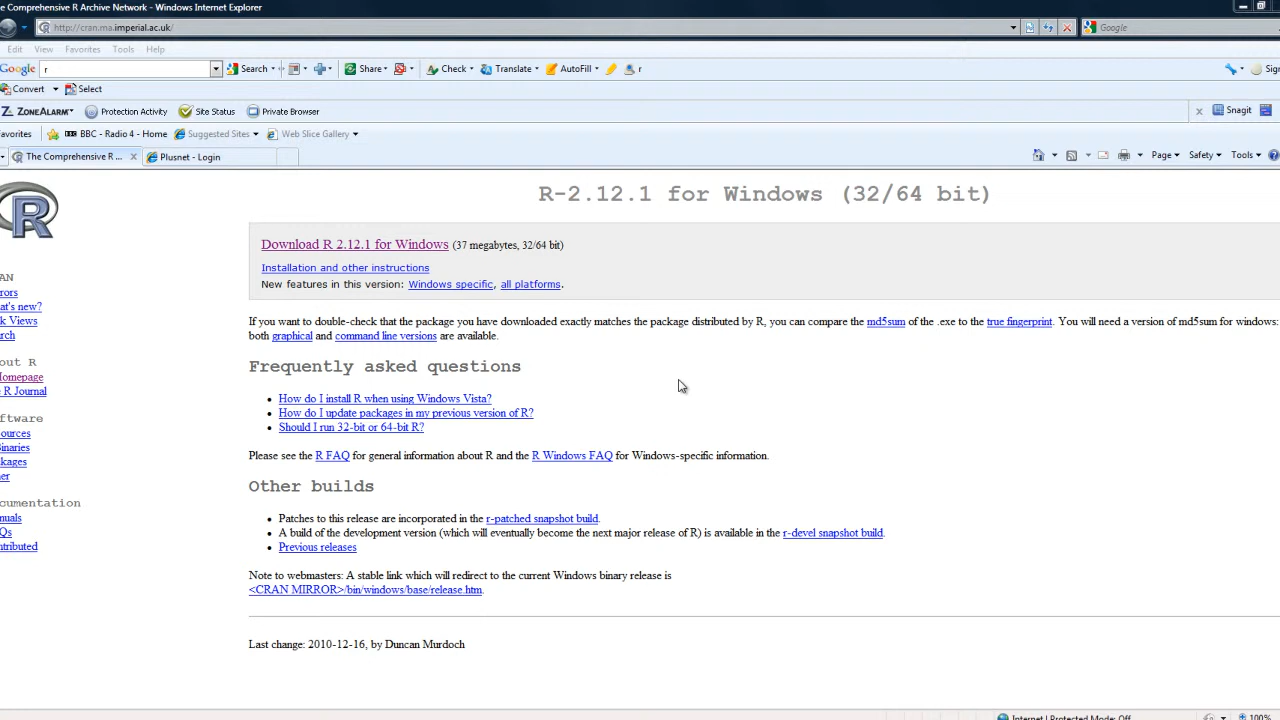 he Comprehensive R Archive Network - Windows Internet Explorer
http://cran.ma.imperial.ac.uk/
Google
Edit View Favorites Tools Help
Google r Search Share Check Translate AutoFill r Sign
Convert Select
ZONEALARM Protection Activity Site Status Private Browser Snagit
avorites BBC - Radio 4 - Home Suggested Sites Web Slice Gallery
The Comprehensive R ... Plusnet - Login Page Safety Tools
R
R-2.12.1 for Windows (32/64 bit)
Download R 2.12.1 for Windows (37 megabytes, 32/64 bit)
Installation and other instructions
New features in this version: Windows specific, all platforms.
If you want to double-check that the package you have downloaded exactly matches the package distributed by R, you can compare the md5sum of the .exe to the true fingerprint. You will need a version of md5sum for windows:
both graphical and command line versions are available.
Frequently asked questions
How do I install R when using Windows Vista?
How do I update packages in my previous version of R?
Should I run 32-bit or 64-bit R?
Please see the R FAQ for general information about R and the R Windows FAQ for Windows-specific information.
Other builds
Patches to this release are incorporated in the r-patched snapshot build.
A build of the development version (which will eventually become the next major release of R) is available in the r-devel snapshot build.
Previous releases
Note to webmasters: A stable link which will redirect to the current Windows binary release is
<CRAN MIRROR>/bin/windows/base/release.htm.
Last change: 2010-12-16, by Duncan Murdoch
AN
rors
at's new?
k Views
rch
out R
Homepage
e R Journal
ftware
ources
inaries
kages
er
cumentation
nuals
Qs
ntributed
Internet | Protected Mode: Off 100%